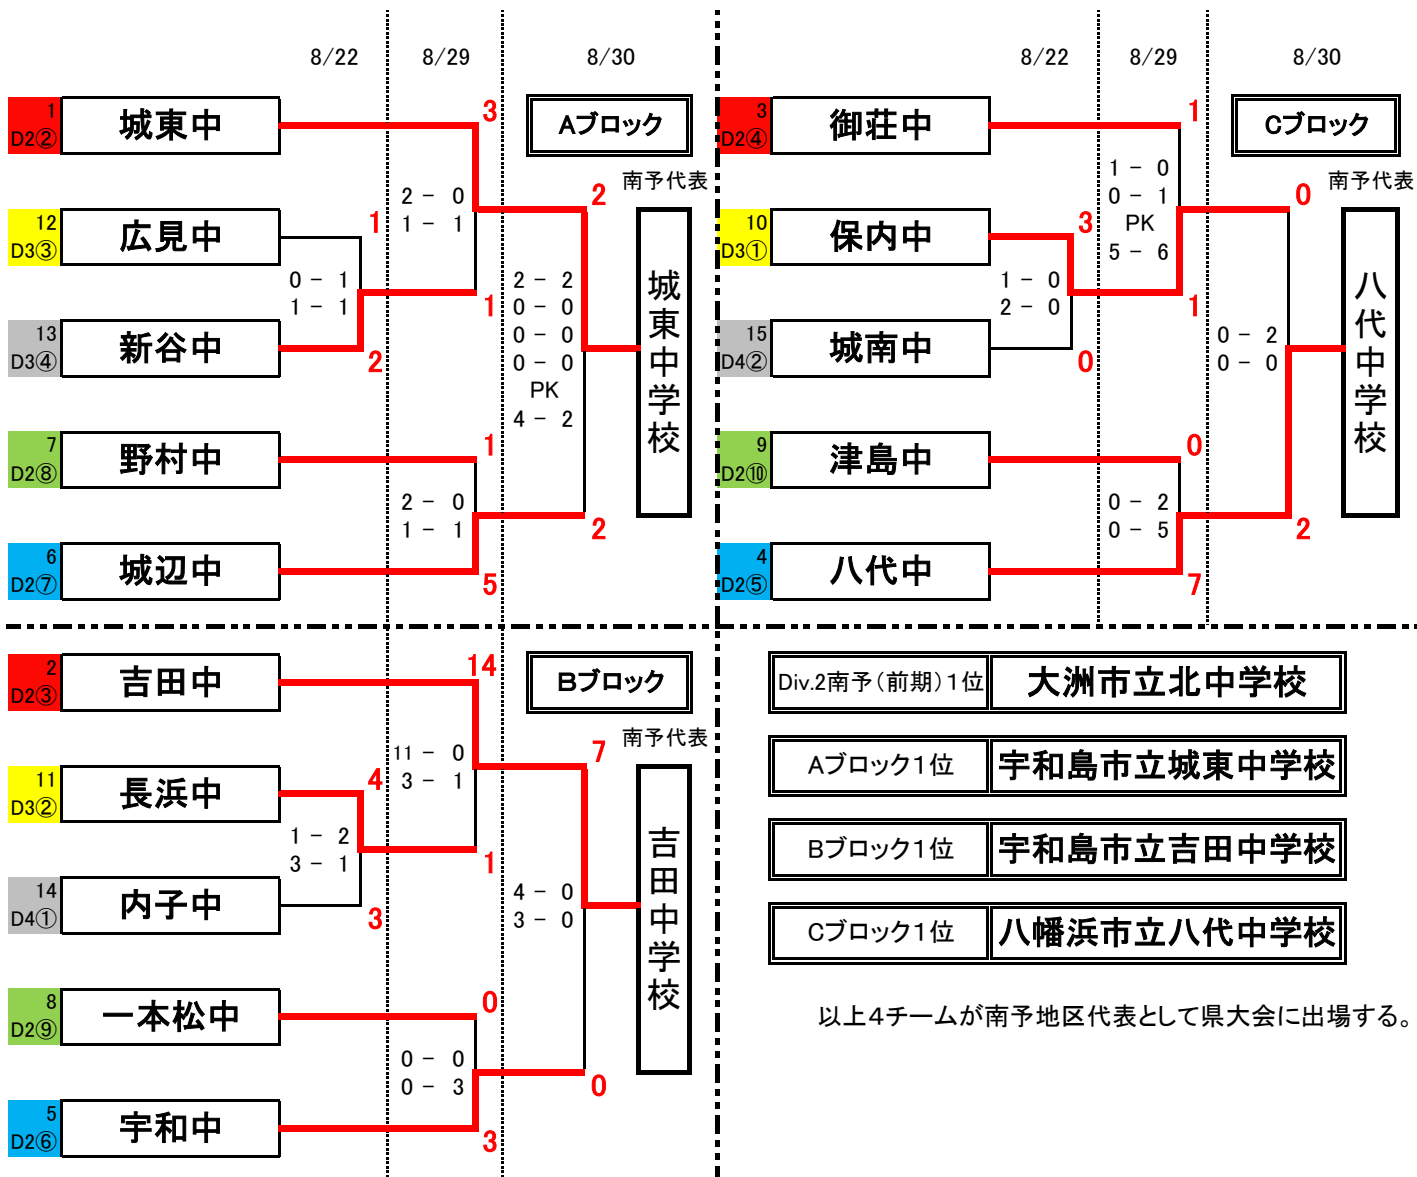 8/22 8/29 8/30
Aブロック
南予代表
1
D2② 城東中 3
2 - 0
1 - 1
2
12
D3③ 広見中 1
0 - 1
1 - 1
1
13
D3④ 新谷中 2
2 - 2
0 - 0
0 - 0
0 - 0
PK
4 - 2
城東中学校
7
D2⑧ 野村中 1
2 - 0
1 - 1
2
6
D2⑦ 城辺中 5
8/22 8/29 8/30
Cブロック
南予代表
3
D2④ 御荘中 1
1 - 0
0 - 1
PK
5 - 6
0
10
D3① 保内中 3
1 - 0
2 - 0
1
15
D4② 城南中 0
0 - 2
0 - 0
八代中学校
9
D2⑩ 津島中 0
0 - 2
0 - 5
2
4
D2⑤ 八代中 7
Bブロック
南予代表
2
D2③ 吉田中 14
11 - 0
3 - 1
7
11
D3② 長浜中 4
1 - 2
3 - 1
1
14
D4① 内子中 3
4 - 0
3 - 0
吉田中学校
8
D2⑨ 一本松中 0
0 - 0
0 - 3
0
5
D2⑥ 宇和中 3
Div.2南予(前期)1位 大洲市立北中学校
Aブロック1位 宇和島市立城東中学校
Bブロック1位 宇和島市立吉田中学校
Cブロック1位 八幡浜市立八代中学校
以上4チームが南予地区代表として県大会に出場する。